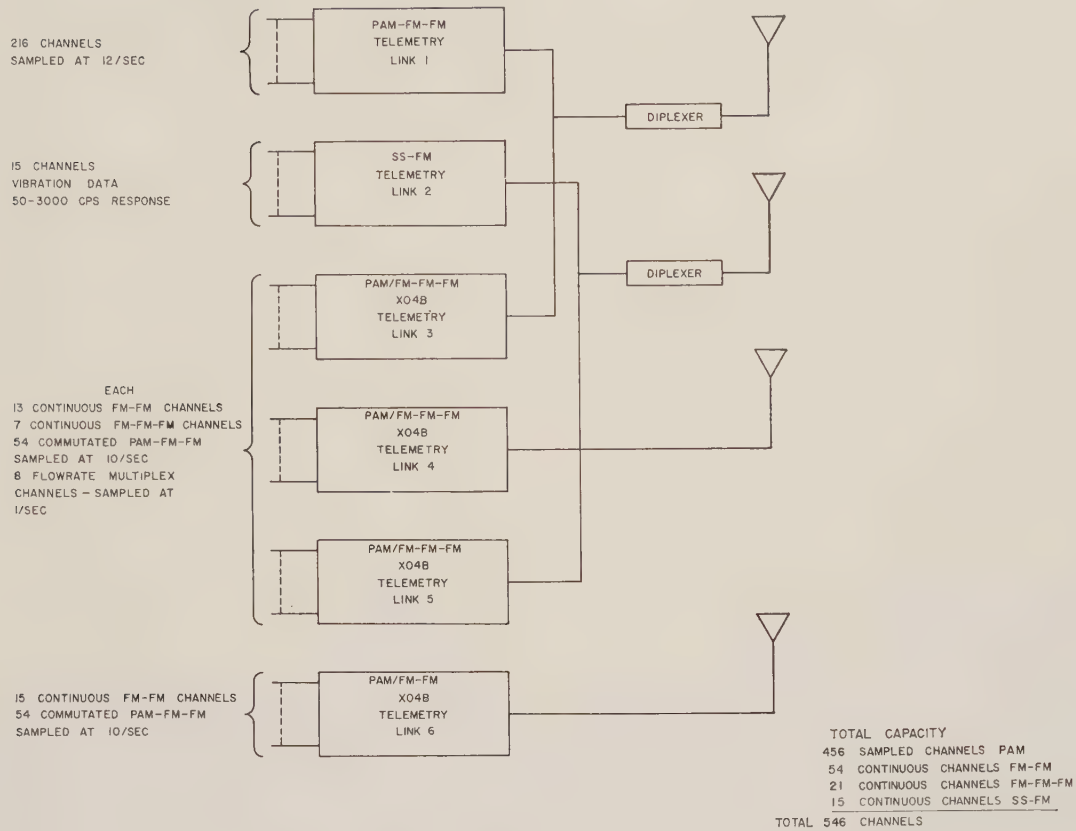 216 CHANNELS
SAMPLED AT 12/SEC
PAM-FM-FM
TELEMETRY
LINK 1
DIPLEXER
15 CHANNELS
VIBRATION DATA
50-3000 CPS RESPONSE
SS-FM
TELEMETRY
LINK 2
DIPLEXER
PAM/FM-FM-FM
XO4B
TELEMETRY
LINK 3
EACH
13 CONTINUOUS FM-FM CHANNELS
7 CONTINUOUS FM-FM-FM CHANNELS
54 COMMUTATED PAM-FM-FM
SAMPLED AT 10/SEC
8 FLOWRATE MULTIPLEX
CHANNELS – SAMPLED AT
1/SEC
PAM/FM-FM-FM
XO4B
TELEMETRY
LINK 4
PAM/FM-FM-FM
XO4B
TELEMETRY
LINK 5
15 CONTINUOUS FM-FM CHANNELS
54 COMMUTATED PAM-FM-FM
SAMPLED AT 10/SEC
PAM/FM-FM
XO4B
TELEMETRY
LINK 6
TOTAL CAPACITY
456 SAMPLED CHANNELS PAM
54 CONTINUOUS CHANNELS FM-FM
21 CONTINUOUS CHANNELS FM-FM-FM
15 CONTINUOUS CHANNELS SS-FM
TOTAL 546 CHANNELS